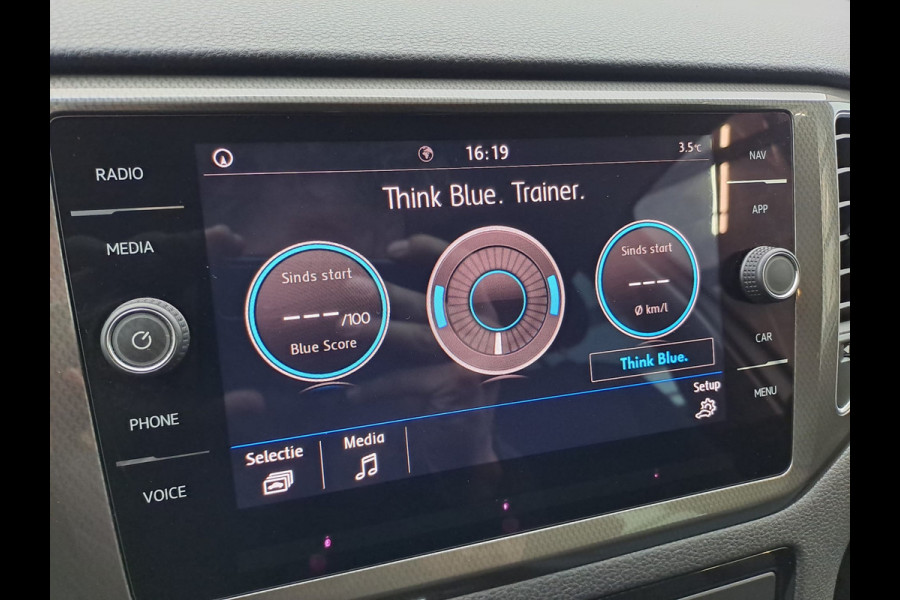 RADIO
MEDIA
PHONE
VOICE
16:19
3.5°C
Think Blue. Trainer.
Sinds start
---/100
Blue Score
Sinds start
---
Ø km/l
Think Blue.
Setup
Selectie
Media
NAV
APP
CAR
MENU